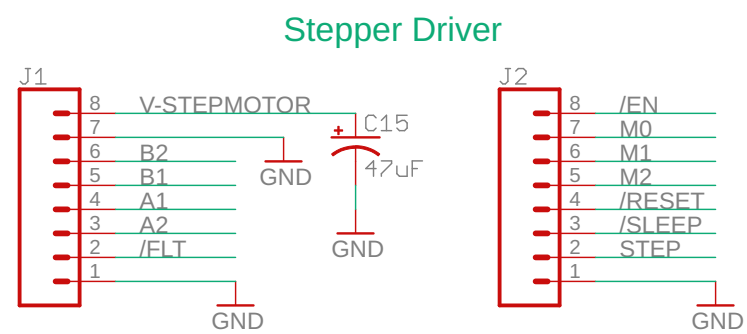 Stepper Driver
J1
8 V-STEPMOTOR
7
6 B2
5 B1
4 A1
3 A2
2 /FLT
1
GND
GND
C15
47uF
GND
J2
8 /EN
7 M0
6 M1
5 M2
4 /RESET
3 /SLEEP
2 STEP
1
GND